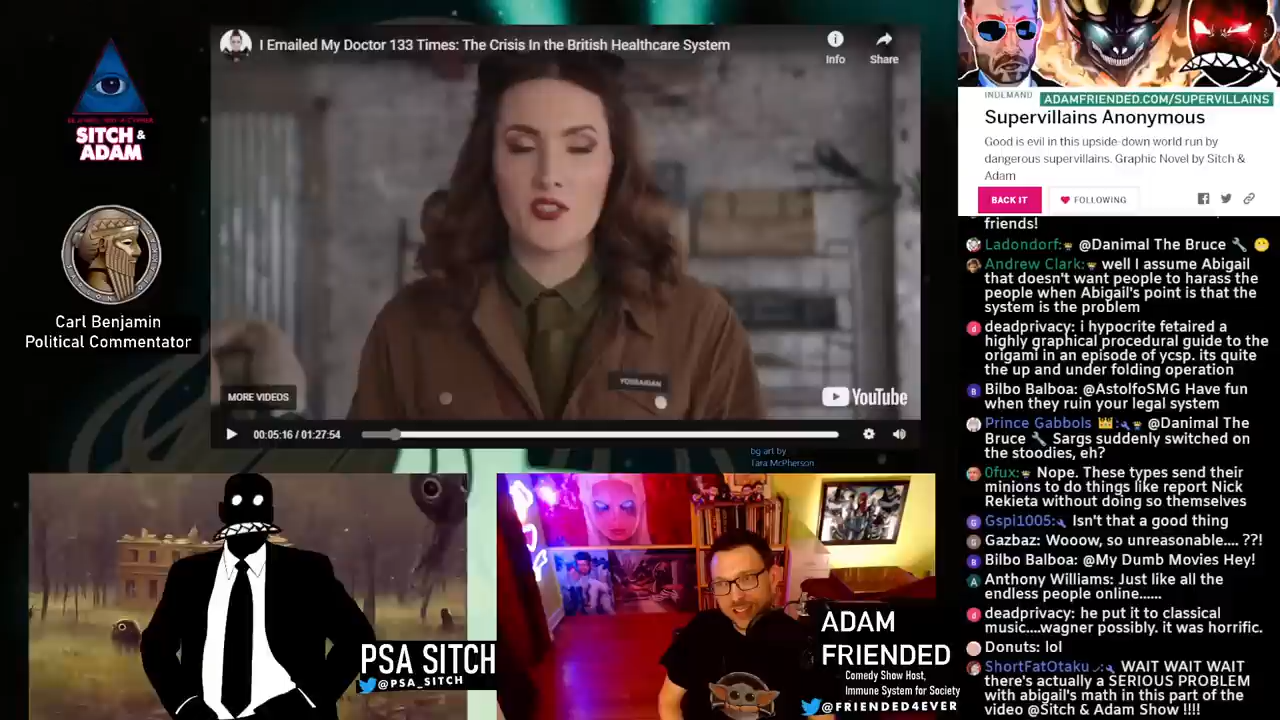 I Emailed My Doctor 133 Times: The Crisis In the British Healthcare System
Info
Share
SITCH &
ADAM
Carl Benjamin
Political Commentator
YOSSARIAN
MORE VIDEOS
YouTube
00:05:16 / 01:27:54
bg art by
Tara McPherson
PSA SITCH
@PSA_SITCH
ADAM
FRIENDED
Comedy Show Host,
Immune System for Society
@FRIENDED4EVER
INDEMAND
ADAMFRIENDED.COM/SUPERVILLAINS
Supervillains Anonymous
Good is evil in this upside-down world run by
dangerous supervillains. Graphic Novel by Sitch &
Adam
BACK IT
FOLLOWING
friends!
Ladondorf: @Danimal The Bruce 🔧 😁
Andrew Clark: well I assume Abigail
that doesn't want people to harass the
people when Abigail's point is that the
system is the problem
deadprivacy: i hypocrite fetaired a
highly graphical procedural guide to the
origami in an episode of ycsp. its quite
the up and under folding operation
Bilbo Balboa: @AstolfoSMG Have fun
when they ruin your legal system
Prince Gabbols 👑: @Danimal The
Bruce 🔧 Sargs suddenly switched on
the stoodies, eh?
0fux: Nope. These types send their
minions to do things like report Nick
Rekieta without doing so themselves
Gspl1005: Isn't that a good thing
Gazbaz: Wooow, so unreasonable.... ??!
Bilbo Balboa: @My Dumb Movies Hey!
Anthony Williams: Just like all the
endless people online......
deadprivacy: he put it to classical
music....wagner possibly. it was horrific.
Donuts: lol
ShortFatOtaku: WAIT WAIT WAIT
there's actually a SERIOUS PROBLEM
with abigail's math in this part of the
video @Sitch & Adam Show !!!!